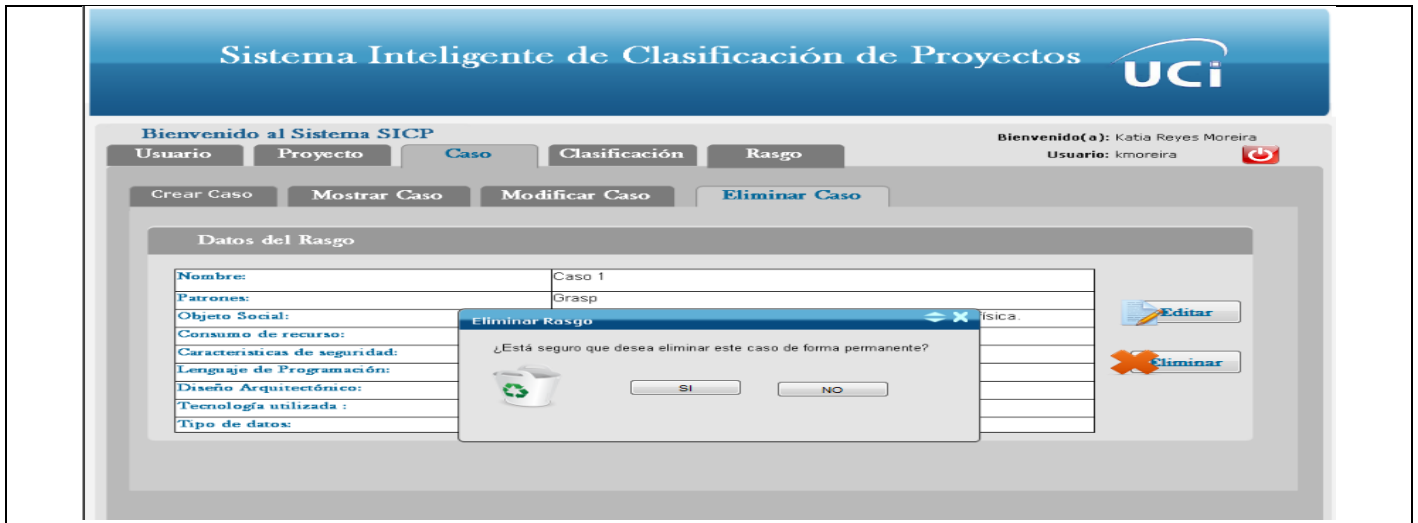 Sistema Inteligente de Clasificación de Proyectos
UCi
Bienvenido al Sistema SICP
Bienvenido(a): Katia Reyes Moreira
Usuario Proyecto Caso Clasificación Rasgo
Usuario: kmoreira
Crear Caso Mostrar Caso Modificar Caso Eliminar Caso
Datos del Rasgo
Nombre: Caso 1
Patrones: Grasp
Objeto Social: física.
Editar
Eliminar Rasgo
Consumo de recurso:
¿Está seguro que desea eliminar este caso de forma permanente?
Caracteristicas de seguridad:
Eliminar
Lenguaje de Programación:
Diseño Arquitectónico:
SI NO
Tecnología utilizada :
Tipo de datos: